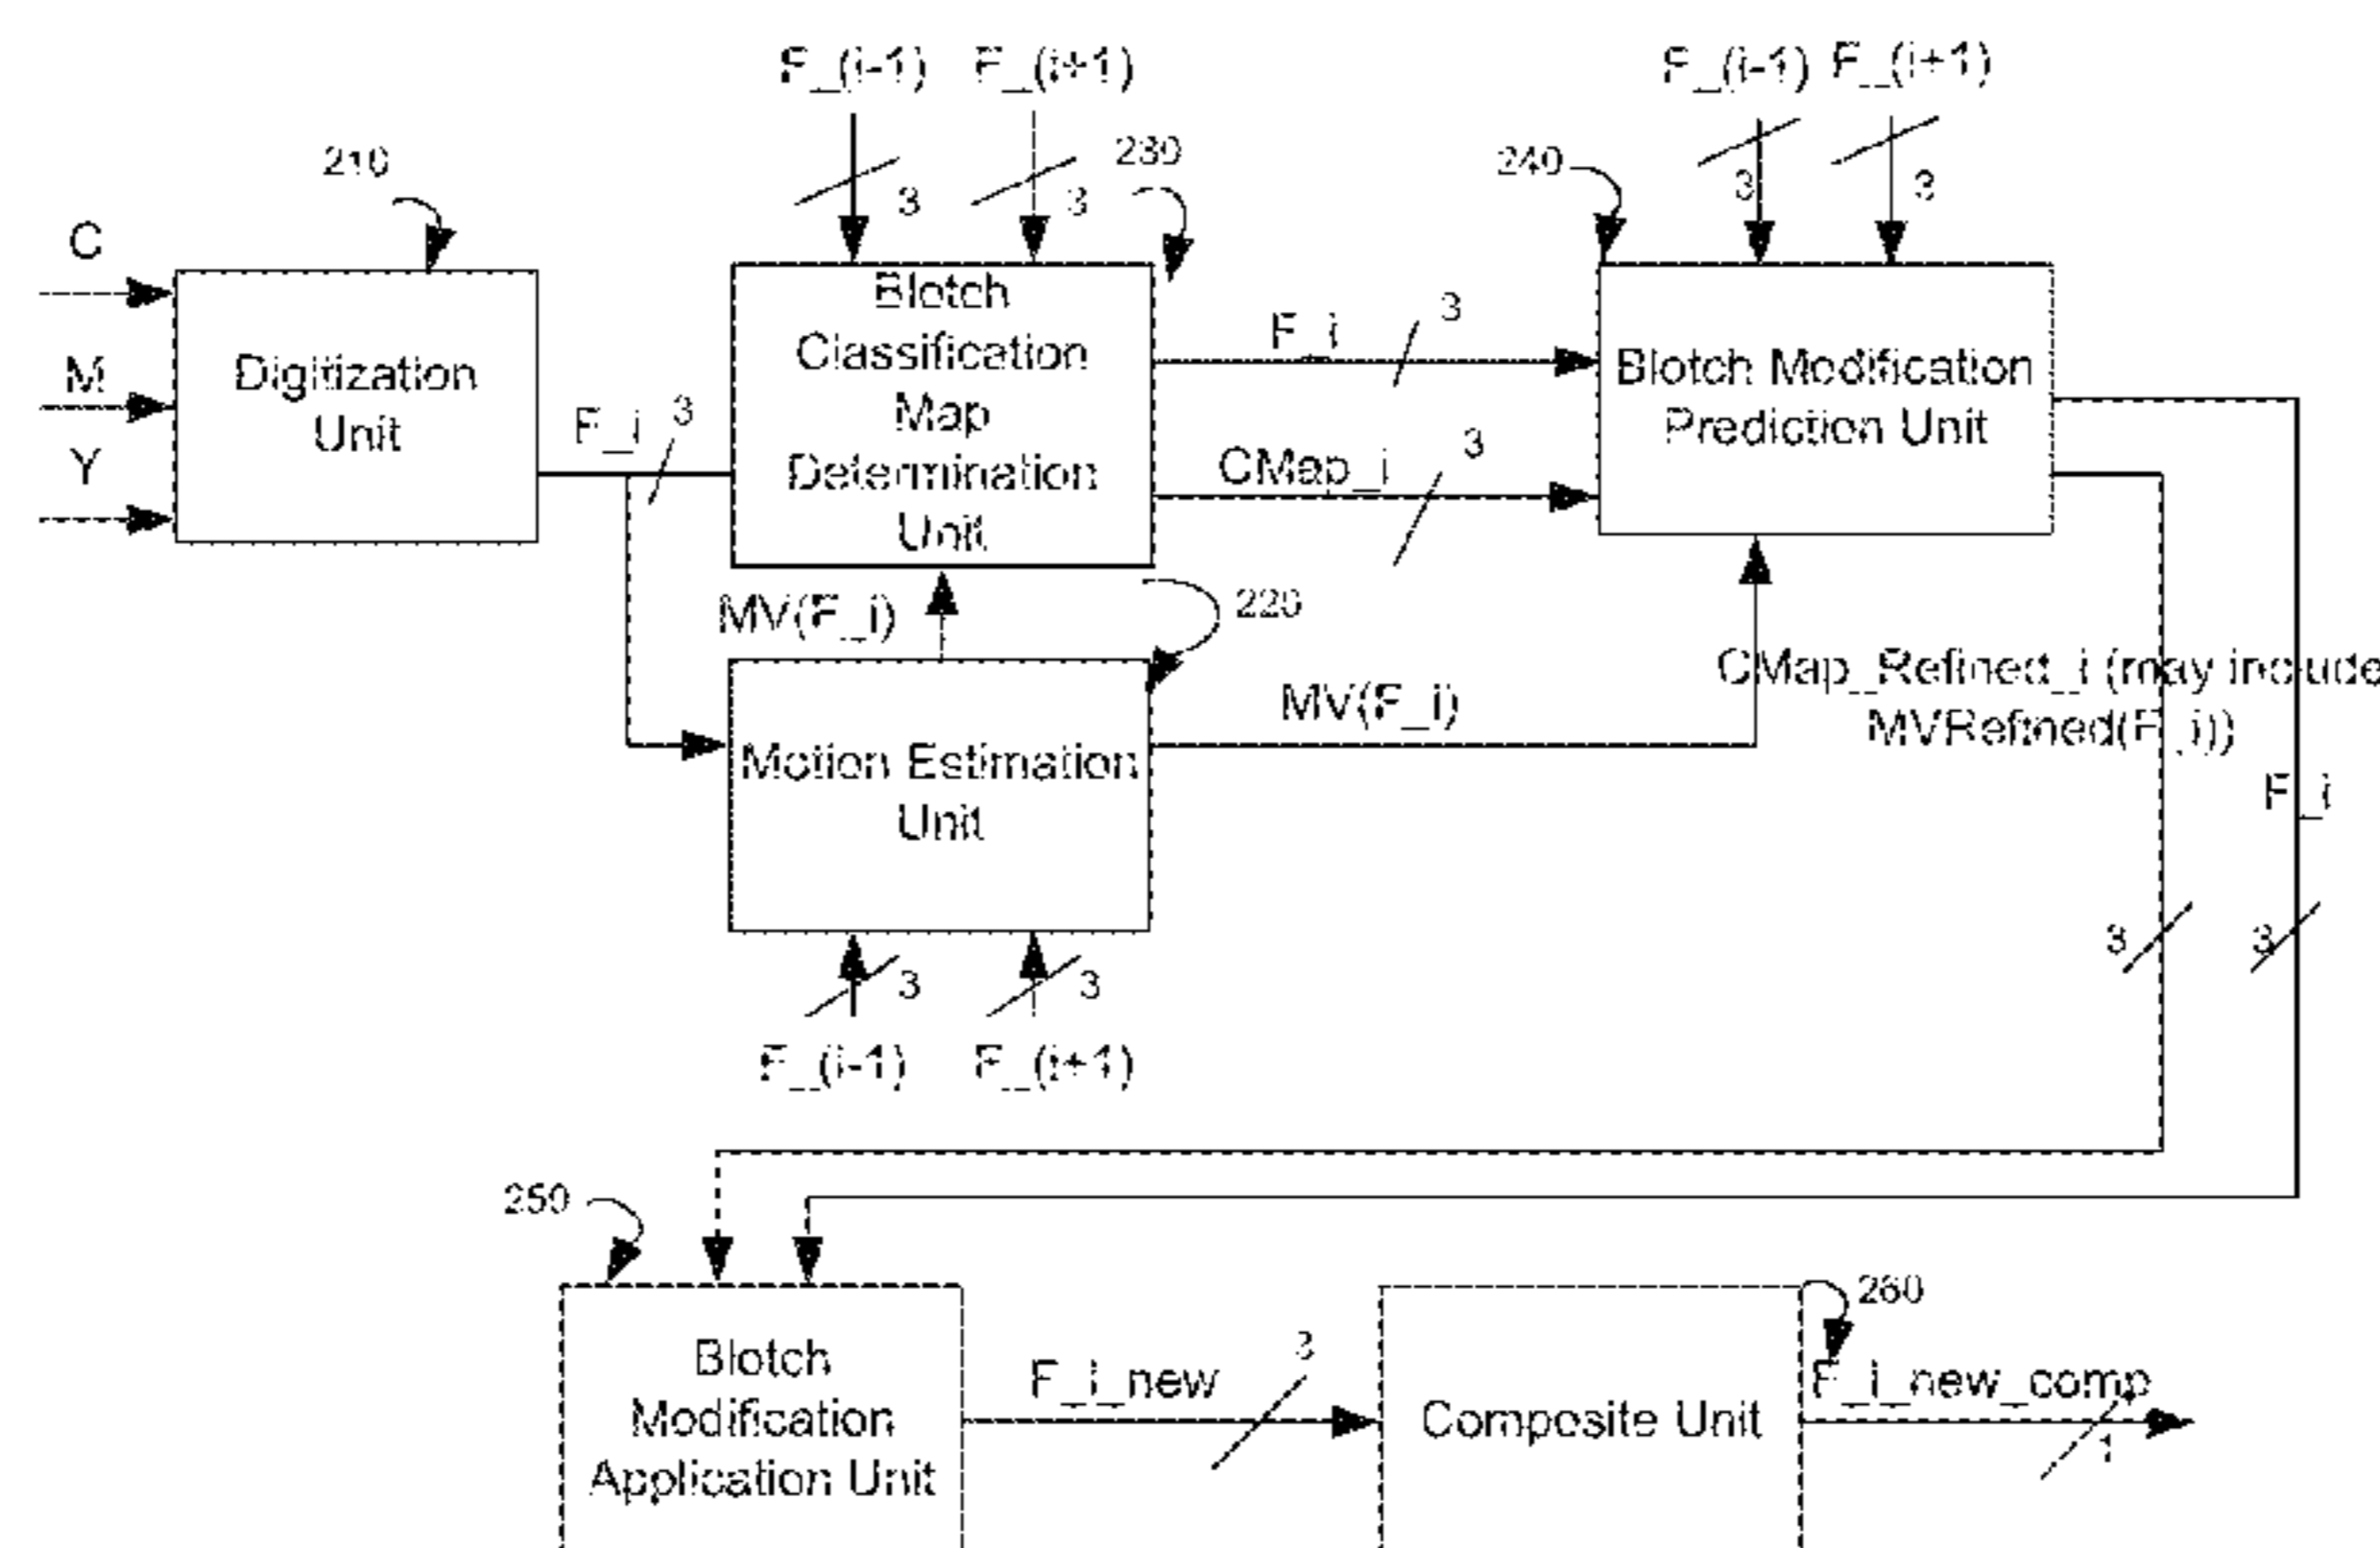 F_(i-1) F_(i+1)
F_(i-1) F_(i+1)
210
230
240
3
3
3
3
C
M
Y
Digitization
Unit
F_i
3
Blotch
Classification
Map
Determination
Unit
F_i
3
CMap_i
3
Blotch Modification
Prediction Unit
MV(F_i)
220
Motion Estimation
Unit
MV(F_i)
CMap_Refined_i (may include
MVRefined(F_i))
F_i
3
3
3
3
F_(i-1)
F_(i+1)
250
Blotch
Modification
Application Unit
F_i_new
3
Composite Unit
260
F_i_new_comp
1